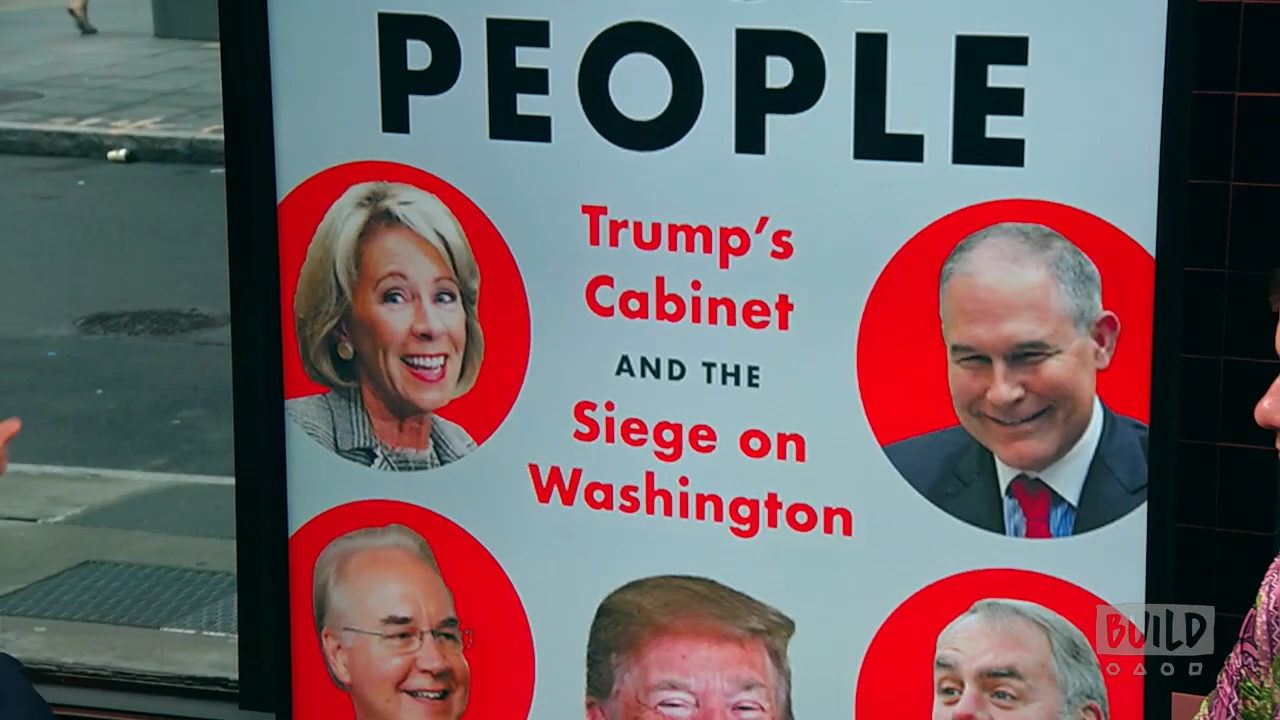 PEOPLE
Trump's
Cabinet
AND THE
Siege on
Washington
BUILD